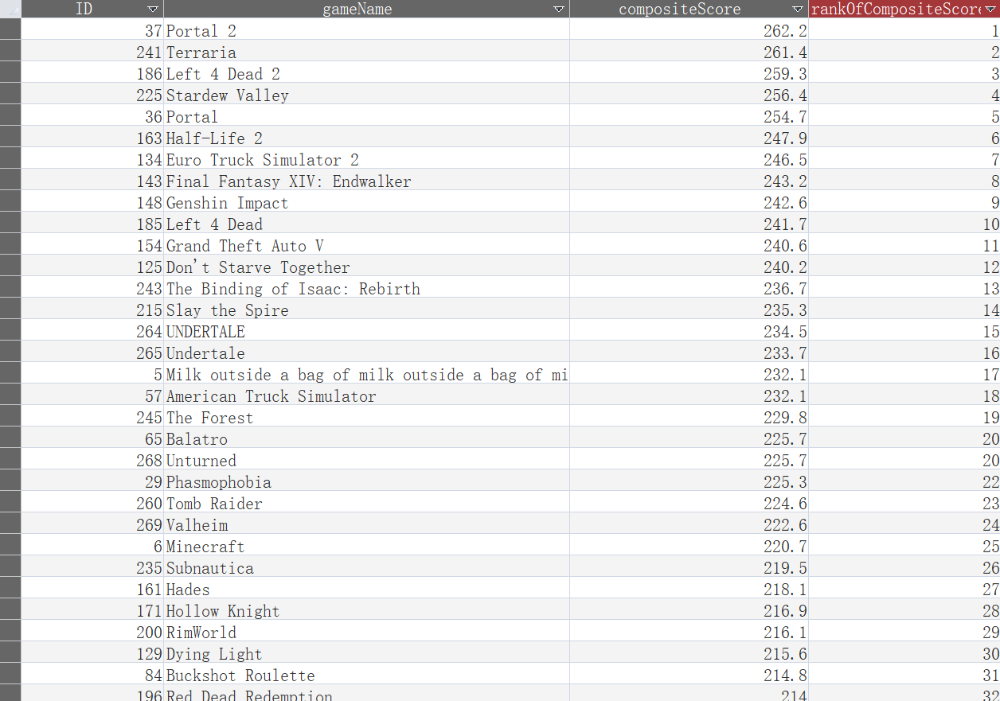 ID gameName compositeScore rankOfCompositeScore
37 Portal 2 262.2 1
241 Terraria 261.4 2
186 Left 4 Dead 2 259.3 3
225 Stardew Valley 256.4 4
36 Portal 254.7 5
163 Half-Life 2 247.9 6
134 Euro Truck Simulator 2 246.5 7
143 Final Fantasy XIV: Endwalker 243.2 8
148 Genshin Impact 242.6 9
185 Left 4 Dead 241.7 10
154 Grand Theft Auto V 240.6 11
125 Don't Starve Together 240.2 12
243 The Binding of Isaac: Rebirth 236.7 13
215 Slay the Spire 235.3 14
264 UNDERTALE 234.5 15
265 Undertale 233.7 16
5 Milk outside a bag of milk outside a bag of mi 232.1 17
57 American Truck Simulator 232.1 18
245 The Forest 229.8 19
65 Balatro 225.7 20
268 Unturned 225.7 20
29 Phasmophobia 225.3 22
260 Tomb Raider 224.6 23
269 Valheim 222.6 24
6 Minecraft 220.7 25
235 Subnautica 219.5 26
161 Hades 218.1 27
171 Hollow Knight 216.9 28
200 RimWorld 216.1 29
129 Dying Light 215.6 30
84 Buckshot Roulette 214.8 31
196 Red Dead Redemption 214 32